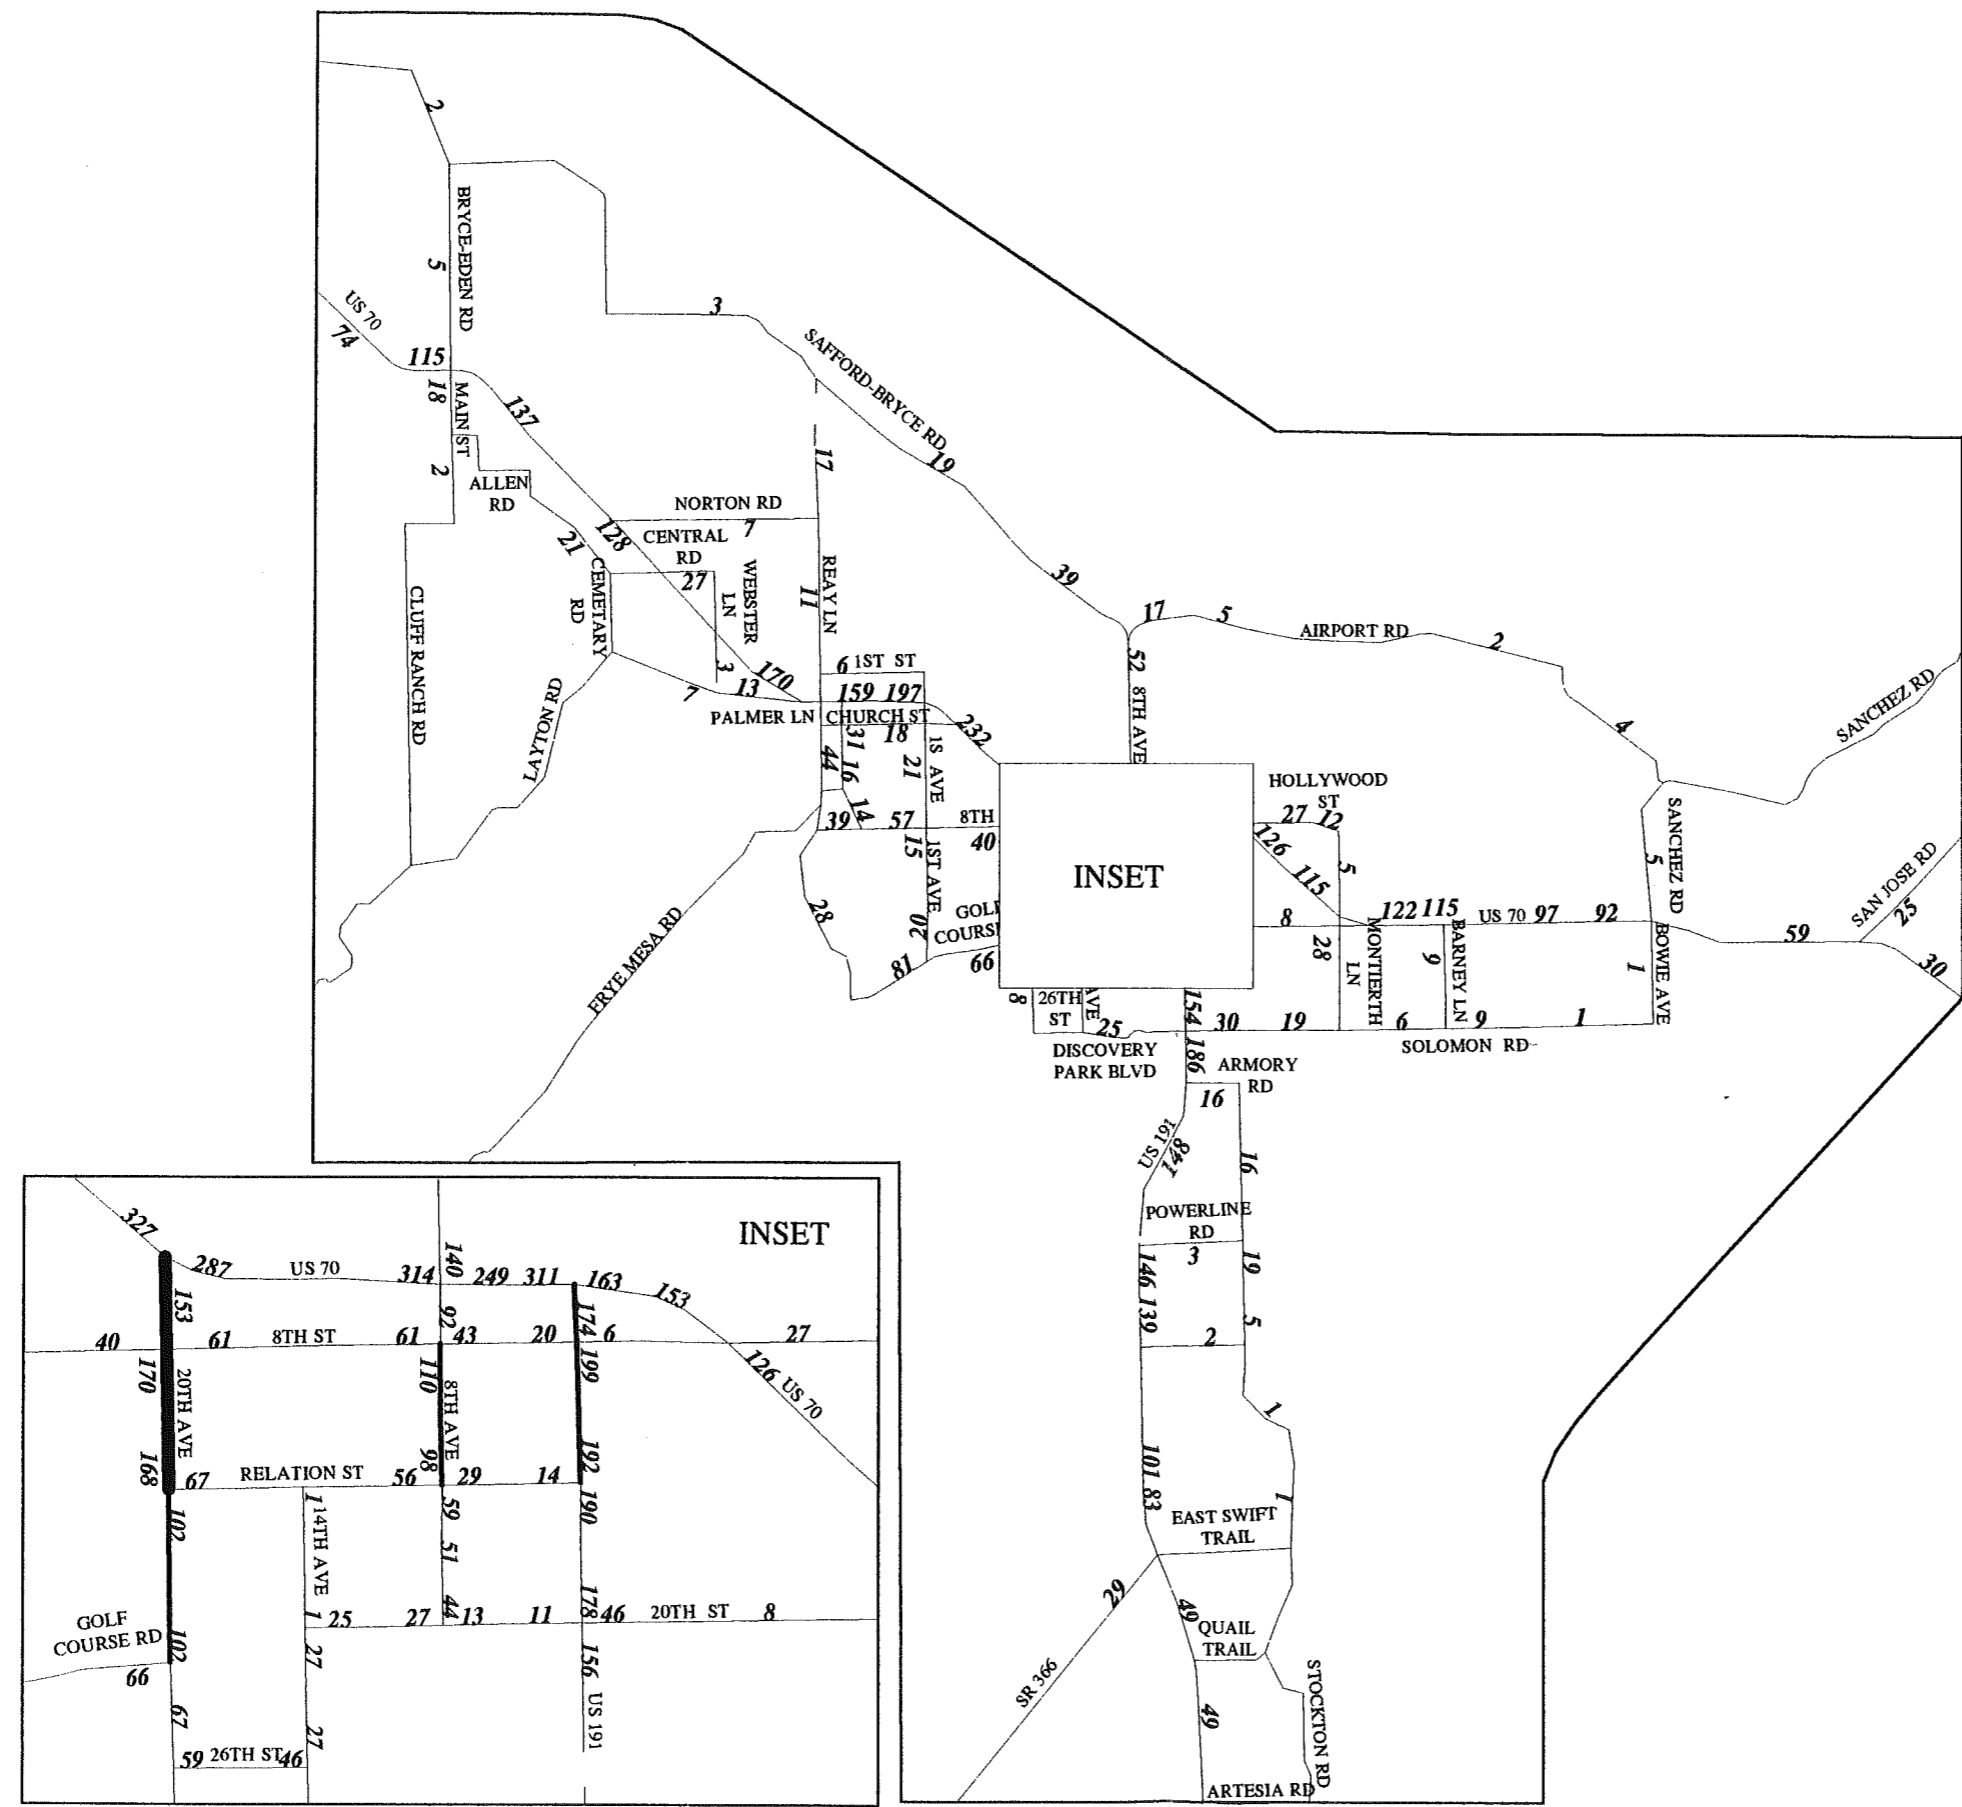 2
BRYCE-EDEN RD
5
US 70
74
115
18
MAIN ST
137
2
ALLEN
RD
21
3
SAFFORD-BRYCE RD
19
39
17
NORTON RD
7
128
CENTRAL
RD
27
WEBSTER
LN
3
REAY LN
11
CEMETARY
RD
CLUFF RANCH RD
LAYTON RD
7
13
170
PALMER LN
6
1ST ST
159
197
CHURCH ST
18
232
31
16
44
14
21
1S AVE
39
57
8TH
40
15
1ST AVE
20
28
81
GOLF
COURSE
66
FRYE MESA RD
17
5
AIRPORT RD
2
52
8TH AVE
4
SANCHEZ RD
INSET
HOLLYWOOD
ST
27
12
126
115
5
8
28
MONTIERTH
LN
122
115
US 70
97
92
BARNEY LN
9
5
SANCHEZ RD
1
BOWIE AVE
59
SAN JOSE RD
25
30
8
26TH
ST
AVE
25
DISCOVERY
PARK BLVD
154
30
19
6
9
1
SOLOMON RD
186
ARMORY
RD
16
US 191
148
16
POWERLINE
RD
3
146
139
19
5
2
1
101
83
1
EAST SWIFT
TRAIL
29
SR 366
49
QUAIL
TRAIL
49
STOCKTON RD
ARTESIA RD
INSET
327
287
US 70
314
140
249
311
163
153
153
92
174
40
61
8TH ST
61
43
20
6
27
170
20TH AVE
110
8TH AVE
199
126
US 70
168
98
192
67
RELATION ST
56
29
14
102
1
14TH AVE
59
51
190
1
25
27
44
13
11
178
46
20TH ST
8
GOLF
COURSE RD
66
102
27
156
US 191
67
27
59
26TH ST
46